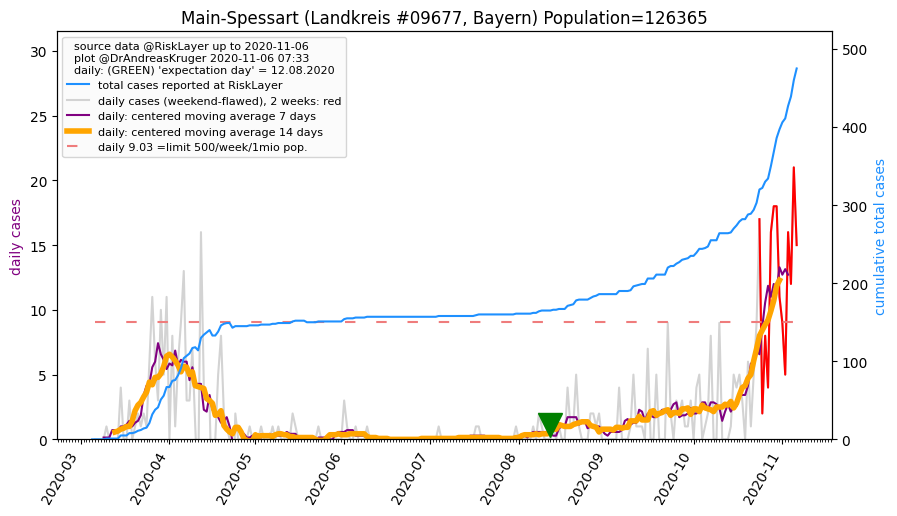 Main-Spessart (Landkreis #09677, Bayern) Population=126365
source data @RiskLayer up to 2020-11-06
plot @DrAndreasKruger 2020-11-06 07:33
daily: (GREEN) 'expectation day' = 12.08.2020
total cases reported at RiskLayer
daily cases (weekend-flawed), 2 weeks: red
daily: centered moving average 7 days
daily: centered moving average 14 days
daily 9.03 =limit 500/week/1mio pop.
daily cases
30
25
20
15
10
5
0
cumulative total cases
500
400
300
200
100
0
2020-03
2020-04
2020-05
2020-06
2020-07
2020-08
2020-09
2020-10
2020-11